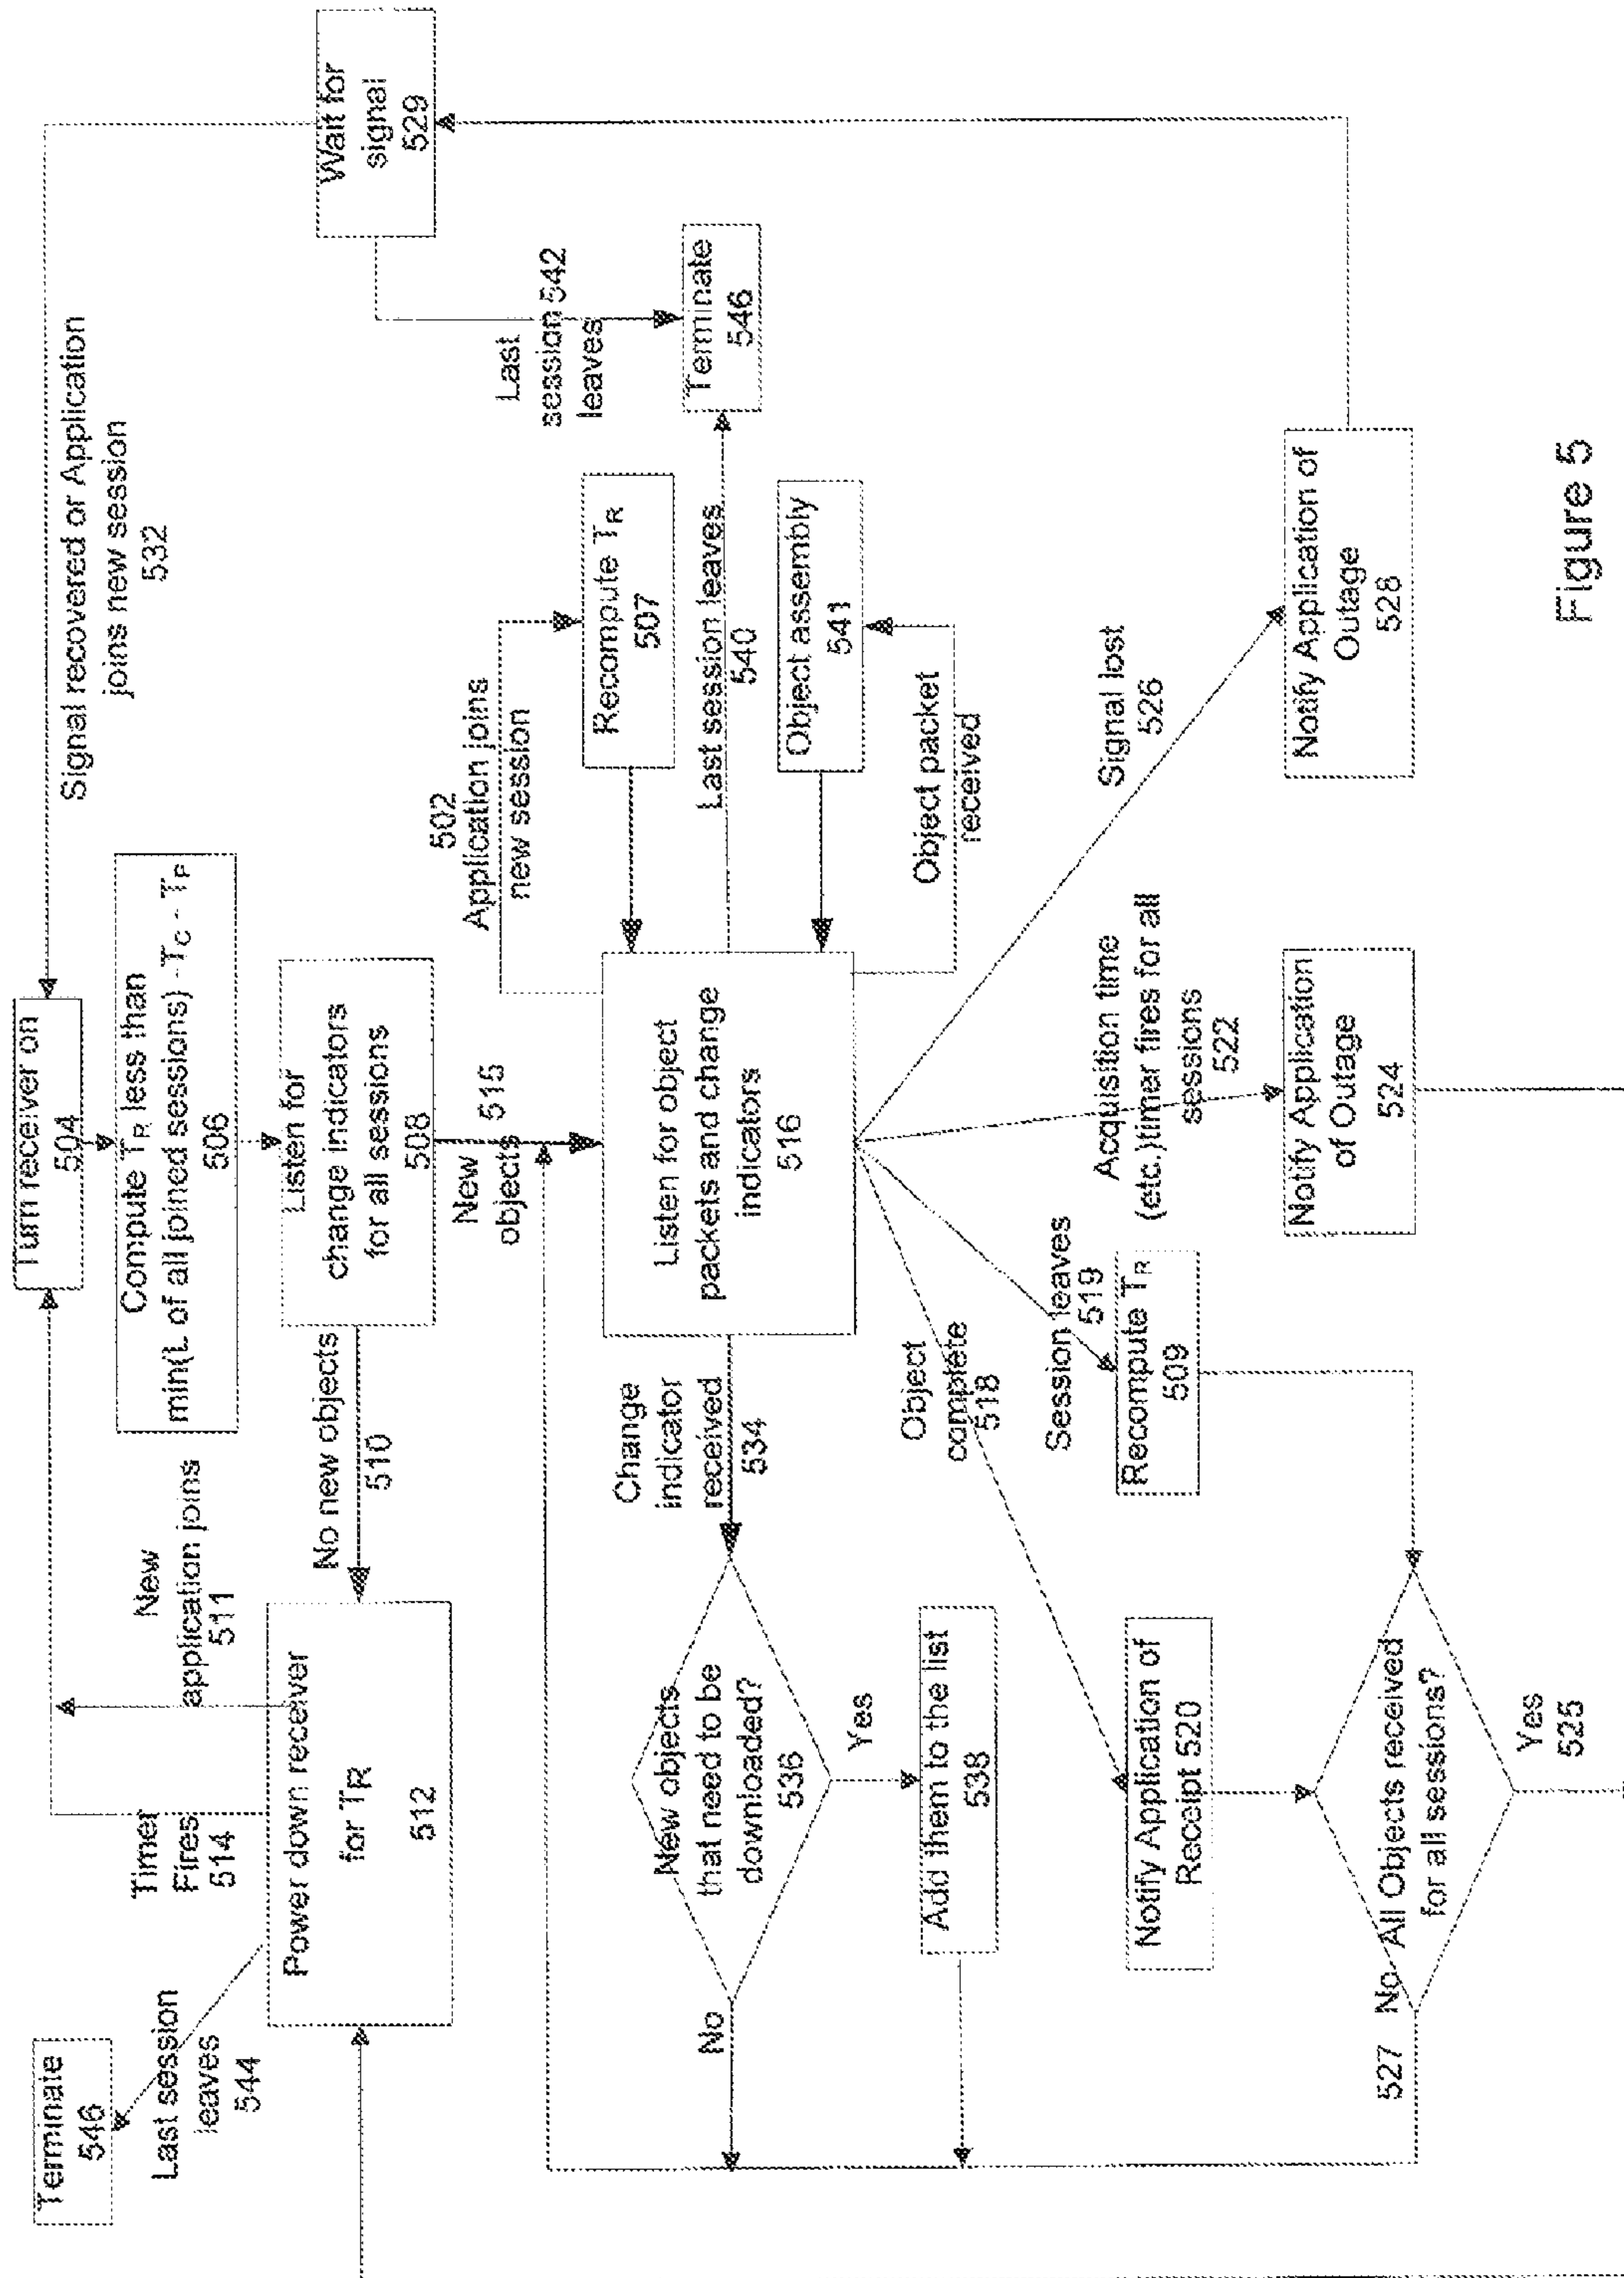 Turn receiver on
504
Signal recovered or Application
joins new session
532
Wait for
signal
529
Compute TR less than
min(L of all joined sessions) - TC - TP
506
Terminate
546
Last session
leaves
544
Timer
Fires
514
New
application joins
511
Power down receiver
for TR
512
No new objects
510
Listen for
change indicators
for all sessions
508
New
objects
515
502
Application joins
new session
Recompute TR
507
Last
session 542
leaves
Terminate
546
Last session leaves
540
Object assembly
541
Object packet
received
Listen for object
packets and change
indicators
516
Change
indicator
received
534
New objects
that need to be
downloaded?
536
No
Yes
Add them to the list
538
Object
complete
518
Session leaves
519
Recompute TR
509
Acquisition time
(etc.)timer fires for all
sessions
522
Notify Application
of Outage
524
Signal lost
526
Notify Application of
Outage
528
Notify Application of
Receipt 520
527
No
All Objects received
for all sessions?
Yes
525
Figure 5